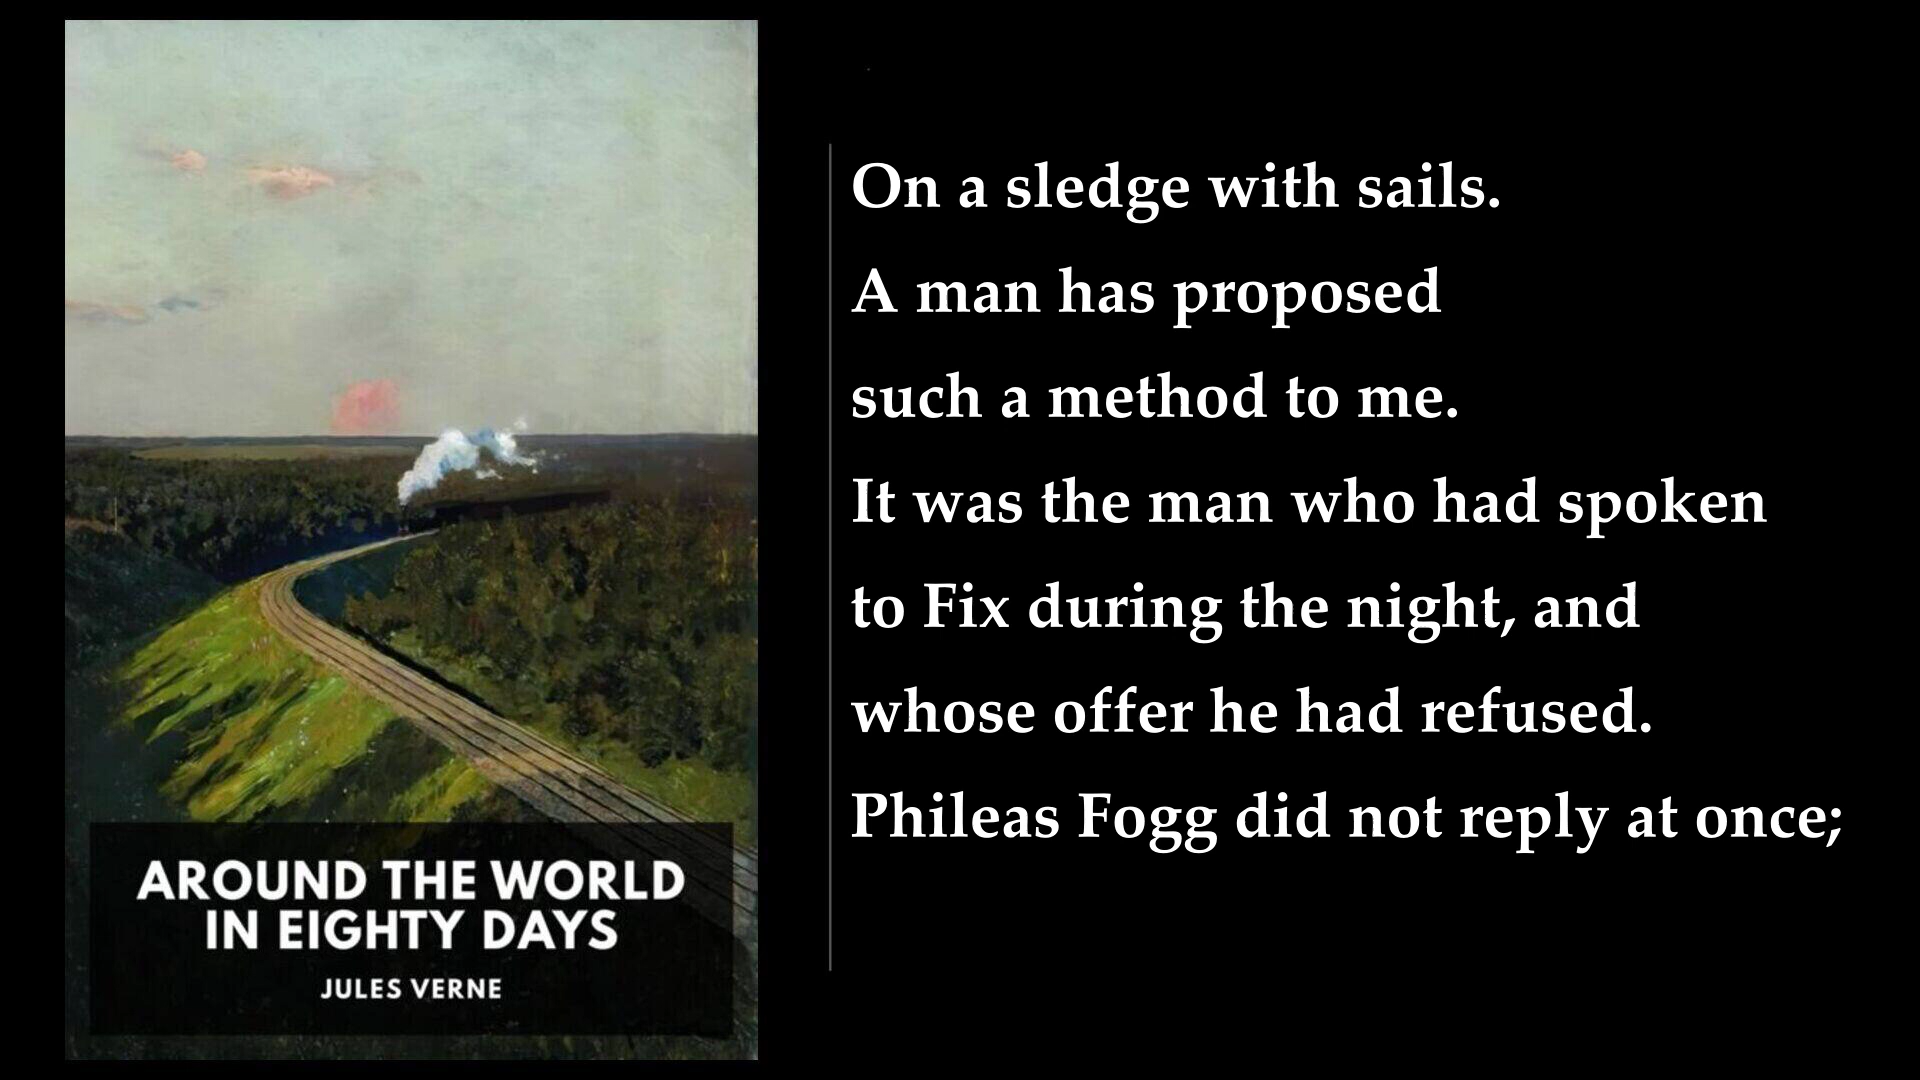 On a sledge with sails.
A man has proposed
such a method to me.
It was the man who had spoken
to Fix during the night, and
whose offer he had refused.
Phileas Fogg did not reply at once;
AROUND THE WORLD
IN EIGHTY DAYS
JULES VERNE